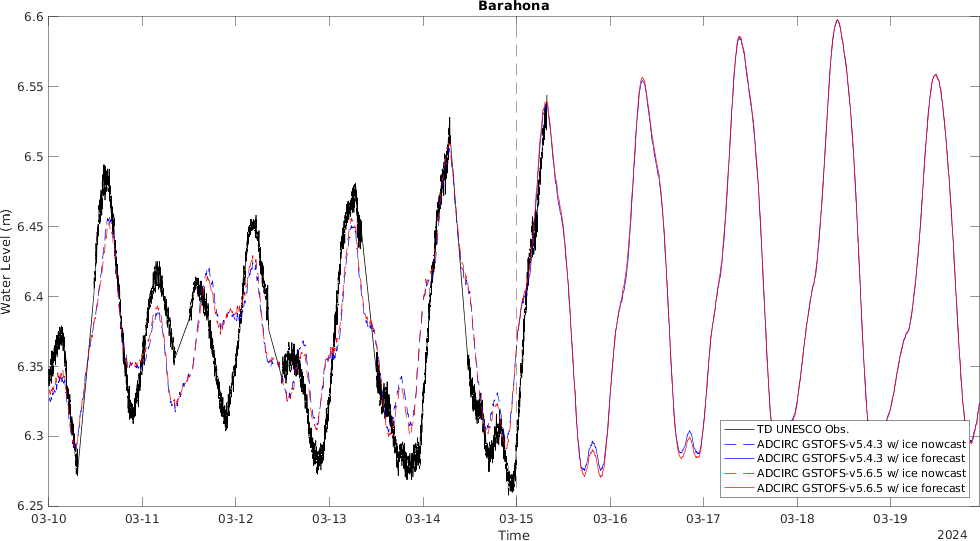 Barahona
6.6
6.55
6.5
6.45
6.4
6.35
6.3
6.25
Water Level (m)
TD UNESCO Obs.
ADCIRC GSTOFS-v5.4.3 w/ ice nowcast
ADCIRC GSTOFS-v5.4.3 w/ ice forecast
ADCIRC GSTOFS-v5.6.5 w/ ice nowcast
ADCIRC GSTOFS-v5.6.5 w/ ice forecast
03-10 03-11 03-12 03-13 03-14 03-15 03-16 03-17 03-18 03-19
Time
2024